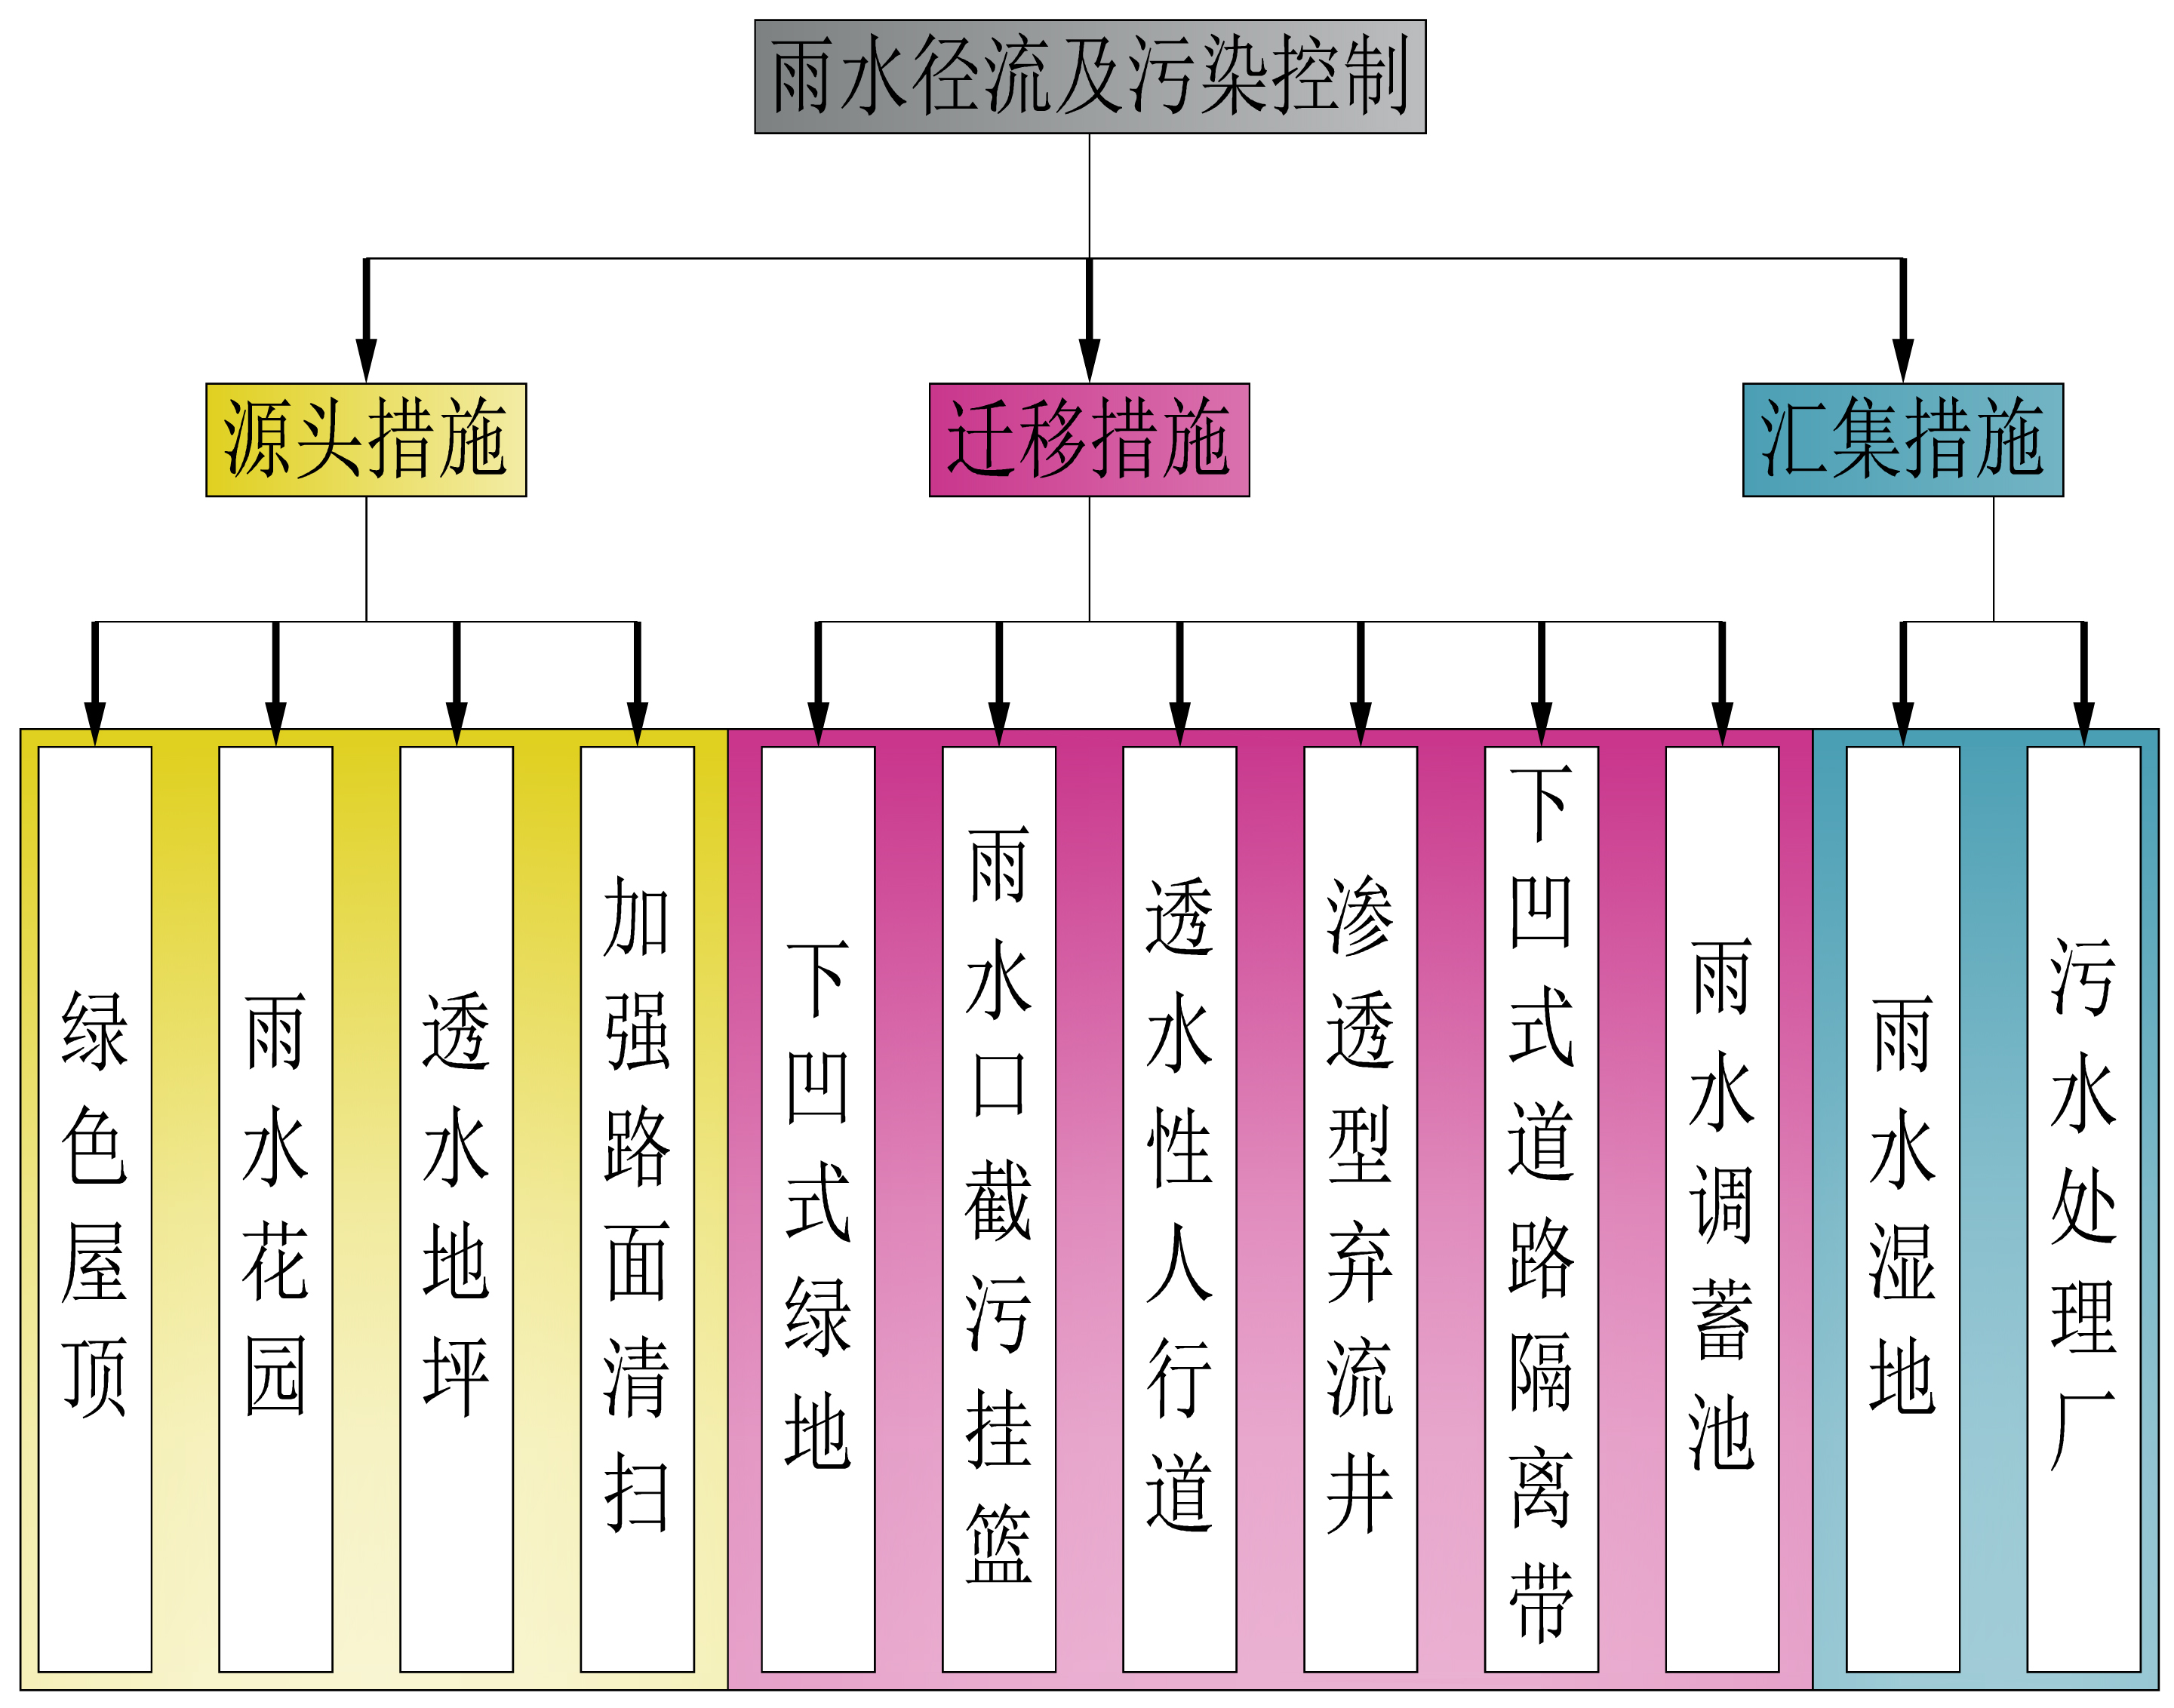 雨水径流及污染控制
源头措施
迁移措施
汇集措施
绿色屋顶
雨水花园
透水地坪
加强路面清扫
下凹式绿地
雨水口截污挂篮
透水性人行道
渗透型弃流井
下凹式道路隔离带
雨水调蓄池
雨水湿地
污水处理厂